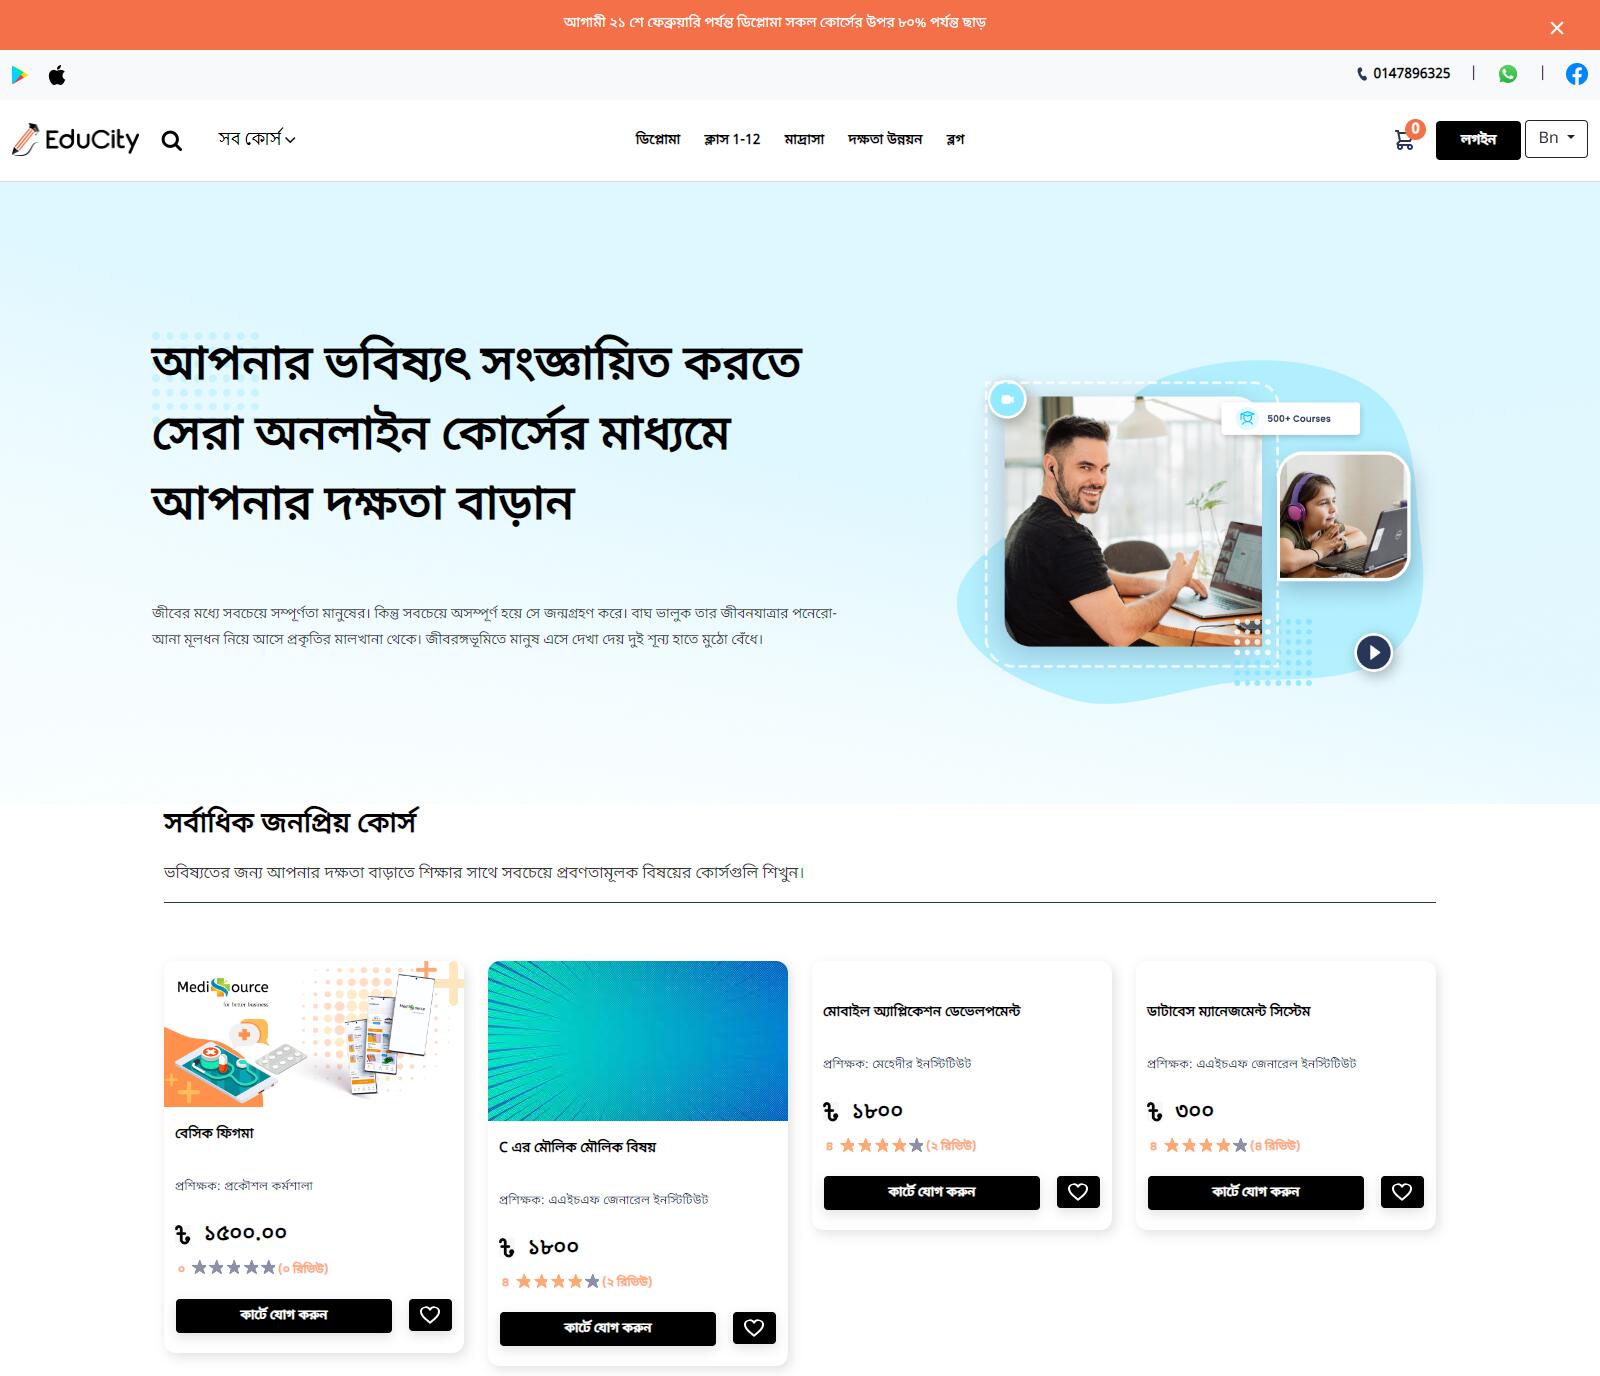 আগামী ২১ শে ফেব্রুয়ারি পর্যন্ত ডিপ্লোমা সকল কোর্সের উপর ৮০% পর্যন্ত ছাড়
0147896325
EduCity
সব কোর্স
ডিপ্লোমা ক্লাস 1-12 মাদ্রাসা দক্ষতা উন্নয়ন ব্লগ
0
লগইন
Bn
আপনার ভবিষ্যৎ সংজ্ঞায়িত করতে
সেরা অনলাইন কোর্সের মাধ্যমে
আপনার দক্ষতা বাড়ান
500+ Courses
জীবের মধ্যে সবচেয়ে সম্পূর্ণতা মানুষের। কিন্তু সবচেয়ে অসম্পূর্ণ হয়ে সে জন্মগ্রহণ করে। বাঘ ভালুক তার জীবনযাত্রার পনেরো-
আনা মূলধন নিয়ে আসে প্রকৃতির মালখানা থেকে। জীবরঙ্গভূমিতে মানুষ এসে দেখা দেয় দুই শূন্য হাতে মুঠো বেঁধে।
সর্বাধিক জনপ্রিয় কোর্স
ভবিষ্যতের জন্য আপনার দক্ষতা বাড়াতে শিক্ষার সাথে সবচেয়ে প্রবণতামূলক বিষয়ের কোর্সগুলি শিখুন।
MediSource
for better business
বেসিক ফিগমা
প্রশিক্ষক: প্রকৌশল কর্মশালা
৳ ১৫০০.০০
০ (০ রিভিউ)
কার্টে যোগ করুন
C এর মৌলিক মৌলিক বিষয়
প্রশিক্ষক: এএইচএফ জেনারেল ইনস্টিটিউট
৳ ১৮০০
৪ (২ রিভিউ)
কার্টে যোগ করুন
মোবাইল অ্যাপ্লিকেশন ডেভেলপমেন্ট
প্রশিক্ষক: মেহেদীর ইনস্টিটিউট
৳ ১৮০০
৪ (২ রিভিউ)
কার্টে যোগ করুন
ডাটাবেস ম্যানেজমেন্ট সিস্টেম
প্রশিক্ষক: এএইচএফ জেনারেল ইনস্টিটিউট
৳ ৩০০
৪ (৪ রিভিউ)
কার্টে যোগ করুন